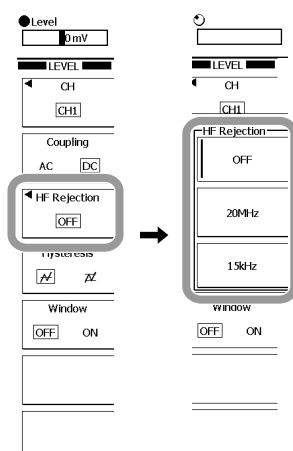 Level
0 mV
LEVEL
CH
CH1
Coupling
AC DC
HF Rejection
OFF
Hysteresis
Window
OFF ON
LEVEL
CH
CH1
HF Rejection
OFF
20MHz
15kHz
Window
OFF ON